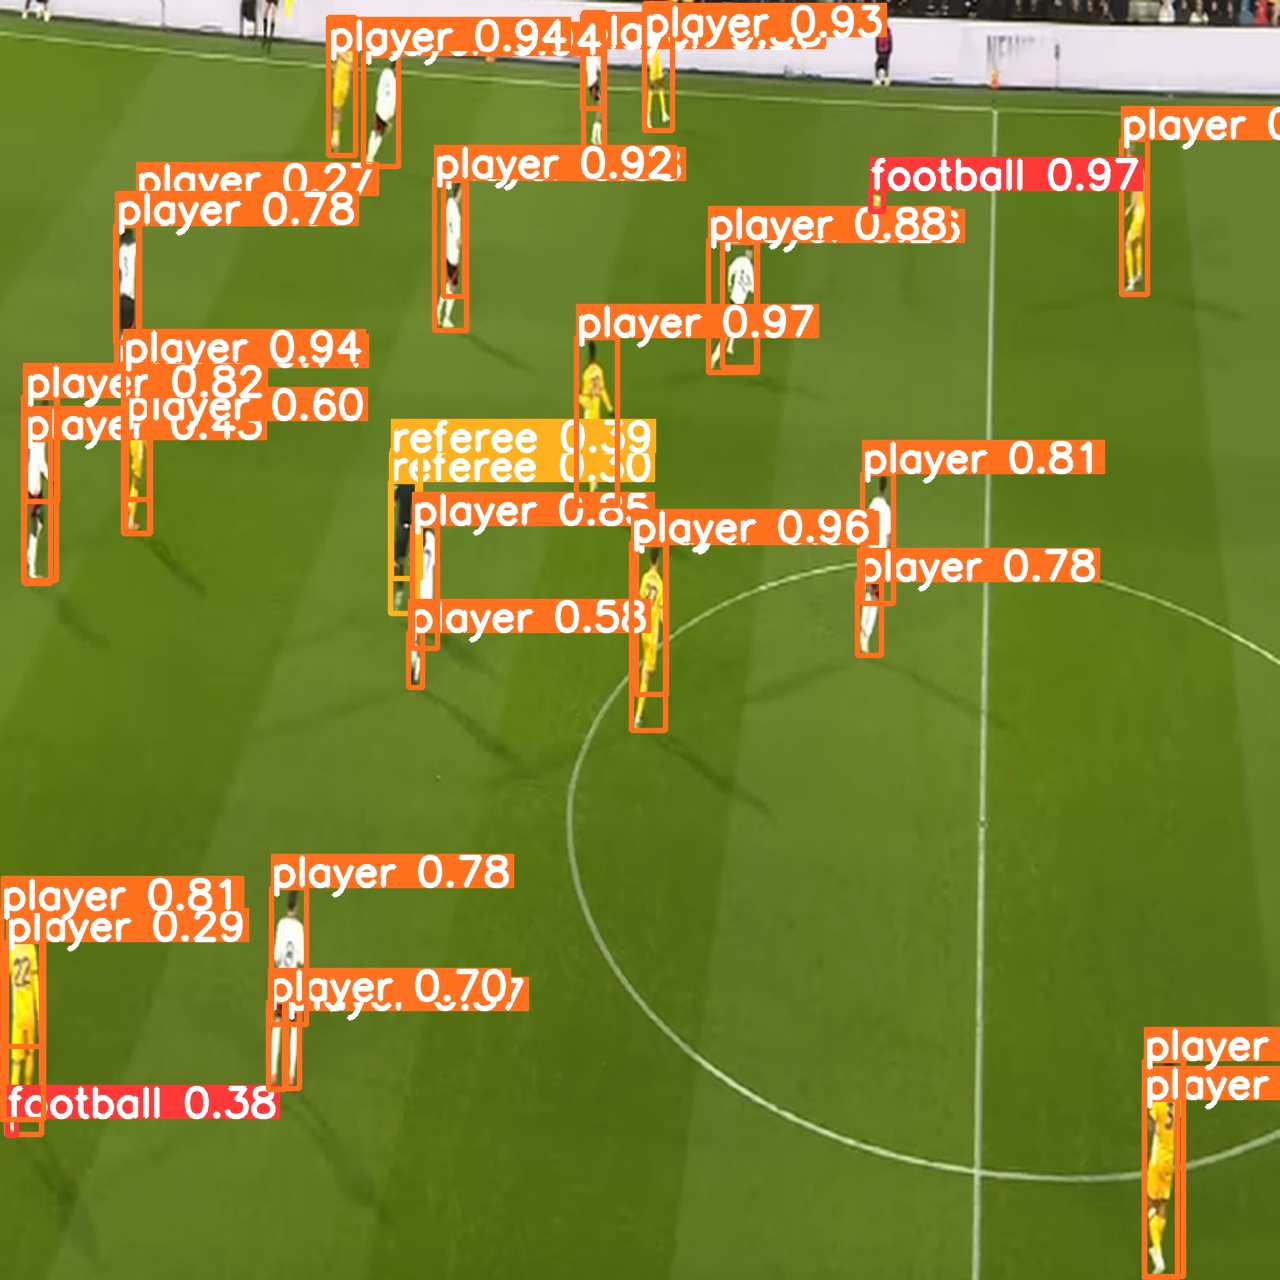 player 0.94
player 0.93
player 0.92
player 0.27
player 0.78
football 0.97
player 0.88
player 0.97
player 0.94
player 0.82
player 0.60
player 0.43
referee 0.39
referee 0.30
player 0.81
player 0.85
player 0.96
player 0.78
player 0.58
player 0.78
player 0.81
player 0.29
22
player 0.70
player
player
football 0.38